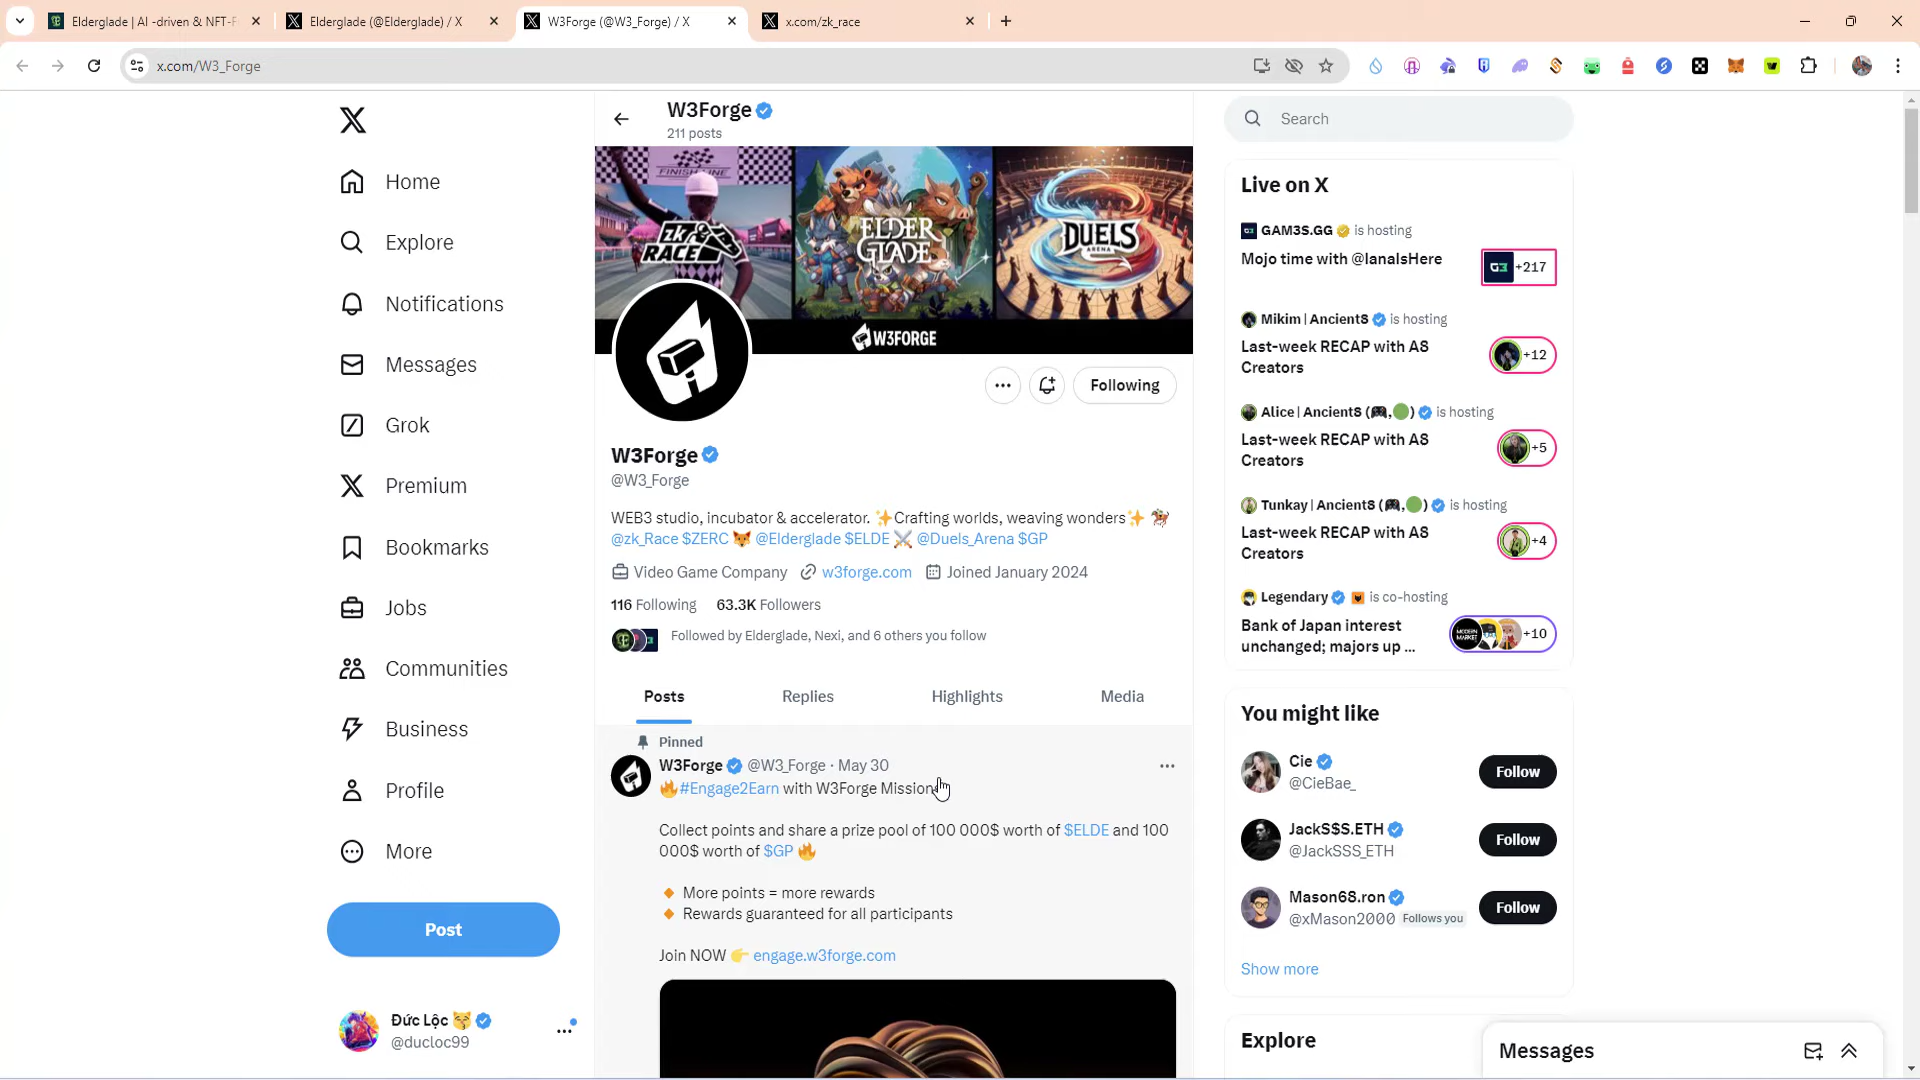 Elderglade | AI -driven & NFT-F
Elderglade (@Elderglade) / X
W3Forge (@W3_Forge) / X
x.com/zk_race
x.com/W3_Forge
Home
Explore
Notifications
Messages
Grok
Premium
Bookmarks
Jobs
Communities
Business
Profile
More
Post
Đức Lộc 😽
@ducloc99
W3Forge
211 posts
FINISH LINE
ZK RACE
ELDER
GLADE
DUELS
ARENA
W3FORGE
Following
W3Forge
@W3_Forge
WEB3 studio, incubator & accelerator. ✨Crafting worlds, weaving wonders✨ 🏇
@zk_Race $ZERC 🦊 @Elderglade $ELDE ⚔️ @Duels_Arena $GP
Video Game Company w3forge.com Joined January 2024
116 Following 63.3K Followers
Followed by Elderglade, Nexi, and 6 others you follow
Posts Replies Highlights Media
Pinned
W3Forge @W3_Forge · May 30
🔥#Engage2Earn with W3Forge Mission
Collect points and share a prize pool of 100 000$ worth of $ELDE and 100
000$ worth of $GP 🔥
🔸 More points = more rewards
🔸 Rewards guaranteed for all participants
Join NOW 👉 engage.w3forge.com
Search
Live on X
GAM3S.GG is hosting
Mojo time with @IanaIsHere
G3 +217
Mikim | Ancient8 is hosting
Last-week RECAP with A8
Creators
+12
Alice | Ancient8 (🎮,🟢) is hosting
Last-week RECAP with A8
Creators
+5
Tunkay | Ancient8 (🎮,🟢) is hosting
Last-week RECAP with A8
Creators
+4
Legendary is co-hosting
Bank of Japan interest
unchanged; majors up ...
MODERN
MARKET
+10
You might like
Cie
@CieBae_
Follow
JackS$S.ETH
@JackSSS_ETH
Follow
Mason68.ron
@xMason2000 Follows you
Follow
Show more
Explore
Messages